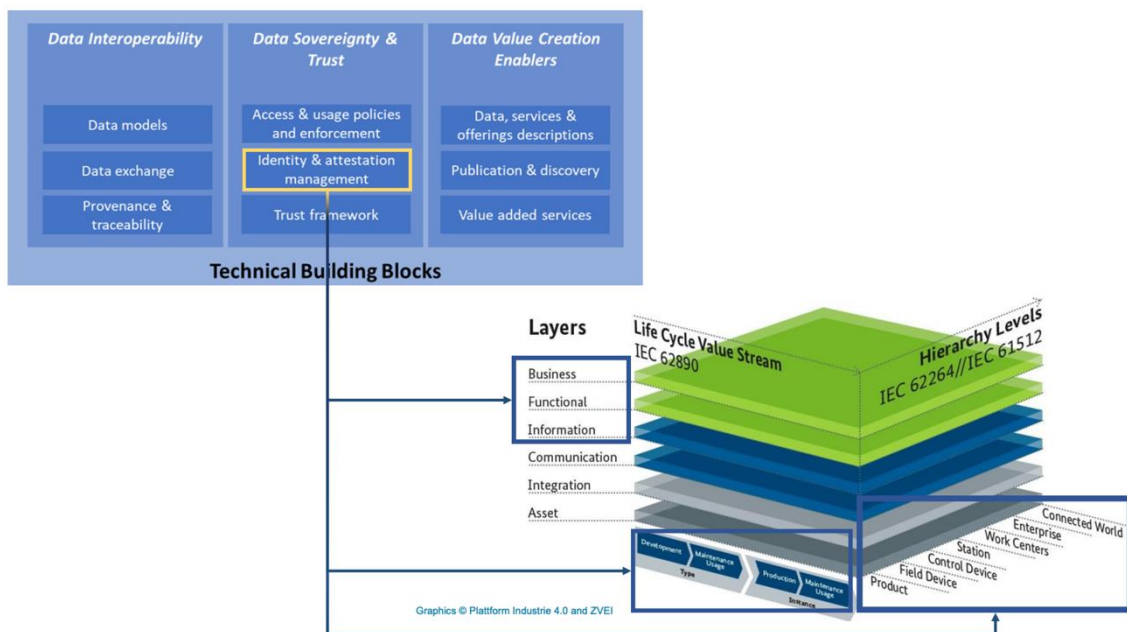 Data Interoperability
Data Sovereignty &
Trust
Data Value Creation
Enablers
Data models
Data exchange
Provenance &
traceability
Access & usage policies
and enforcement
Identity & attestation
management
Trust framework
Data, services &
offerings descriptions
Publication & discovery
Value added services
Technical Building Blocks
Layers
Business
Functional
Information
Communication
Integration
Asset
Life Cycle Value Stream
IEC 62890
Hierarchy Levels
IEC 62264//IEC 61512
Development
Maintenance
Usage
Type
Production
Maintenance
Usage
Instance
Connected World
Enterprise
Work Centers
Station
Control Device
Field Device
Product
Graphics © Plattform Industrie 4.0 and ZVEI